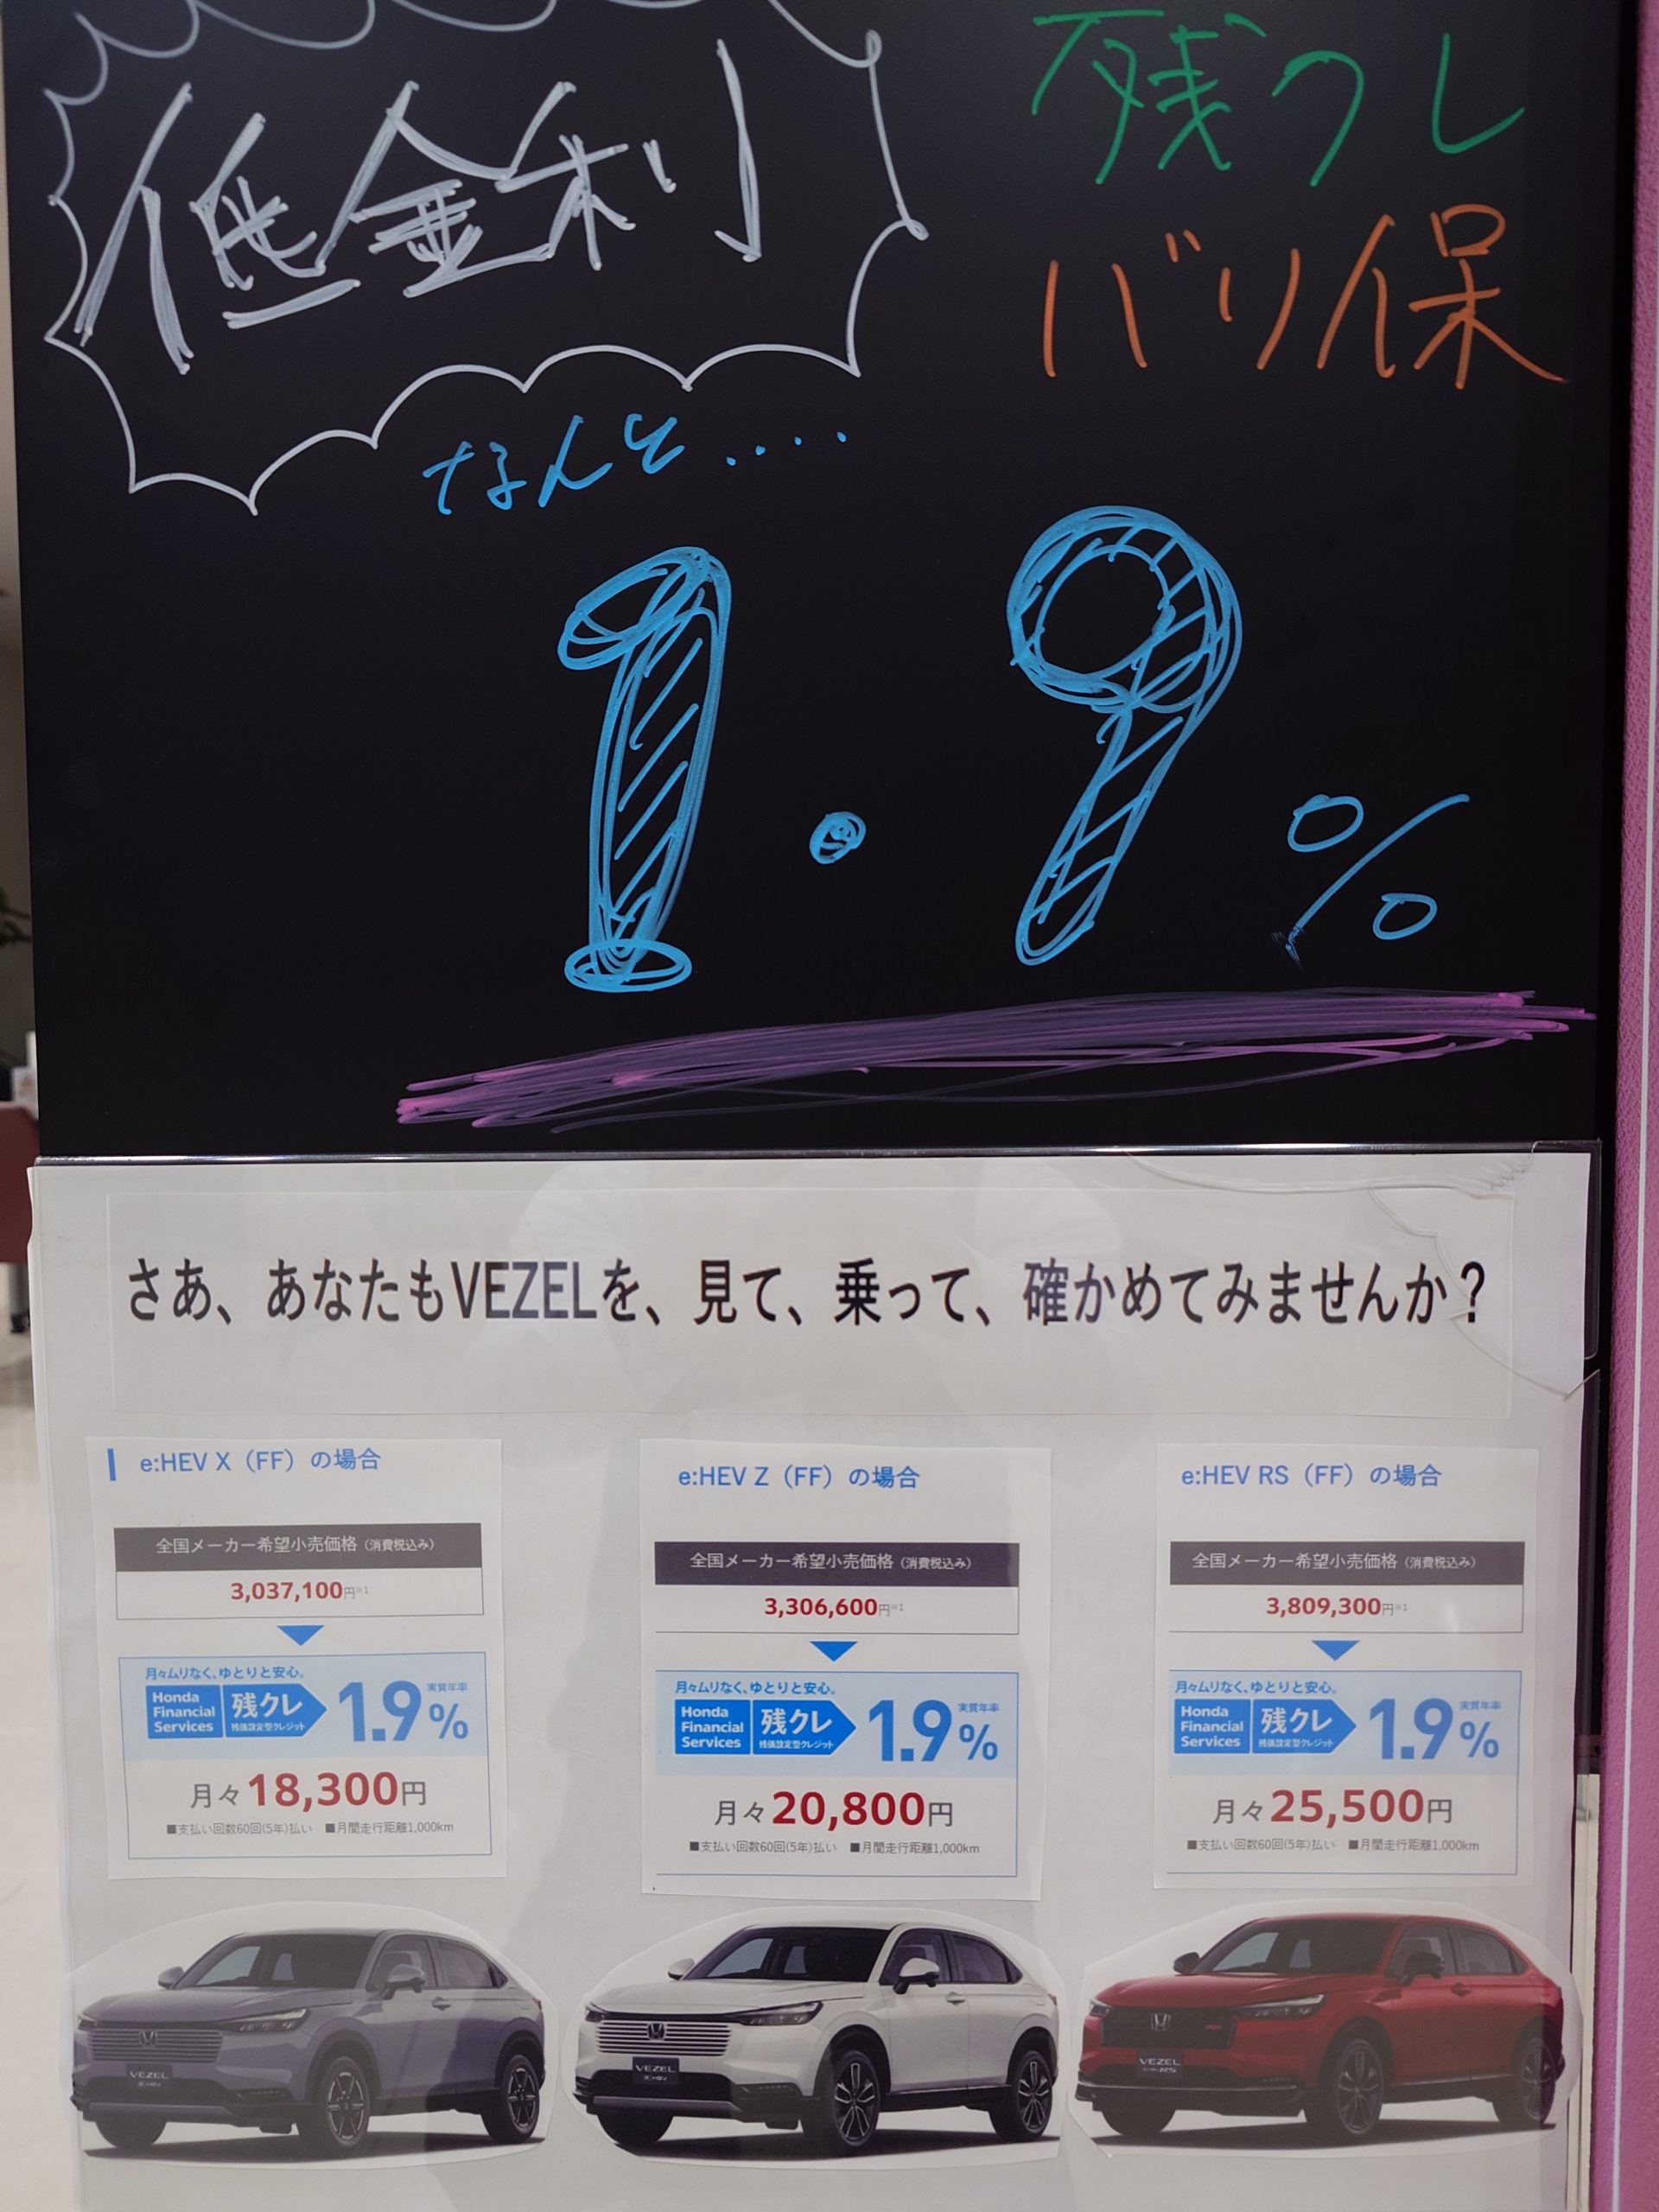 低金利
残クレ
バリ保
なんと....
1.9%
さあ、あなたもVEZELを、見て、乗って、確かめてみませんか？
e:HEV X（FF）の場合
全国メーカー希望小売価格（消費税込み）
3,037,100円※1
月々ムリなく、ゆとりと安心。
Honda
Financial
Services
残クレ
残価設定型クレジット
実質年率
1.9%
月々18,300円
■支払い回数60回(5年)払い ■月間走行距離1,000km
VEZEL
e:HEV
e:HEV Z（FF）の場合
全国メーカー希望小売価格（消費税込み）
3,306,600円※1
月々ムリなく、ゆとりと安心。
Honda
Financial
Services
残クレ
残価設定型クレジット
実質年率
1.9%
月々20,800円
■支払い回数60回(5年)払い ■月間走行距離1,000km
VEZEL
e:HEV
e:HEV RS（FF）の場合
全国メーカー希望小売価格（消費税込み）
3,809,300円※1
月々ムリなく、ゆとりと安心。
Honda
Financial
Services
残クレ
残価設定型クレジット
実質年率
1.9%
月々25,500円
■支払い回数60回(5年)払い ■月間走行距離1,000km
VEZEL
RS